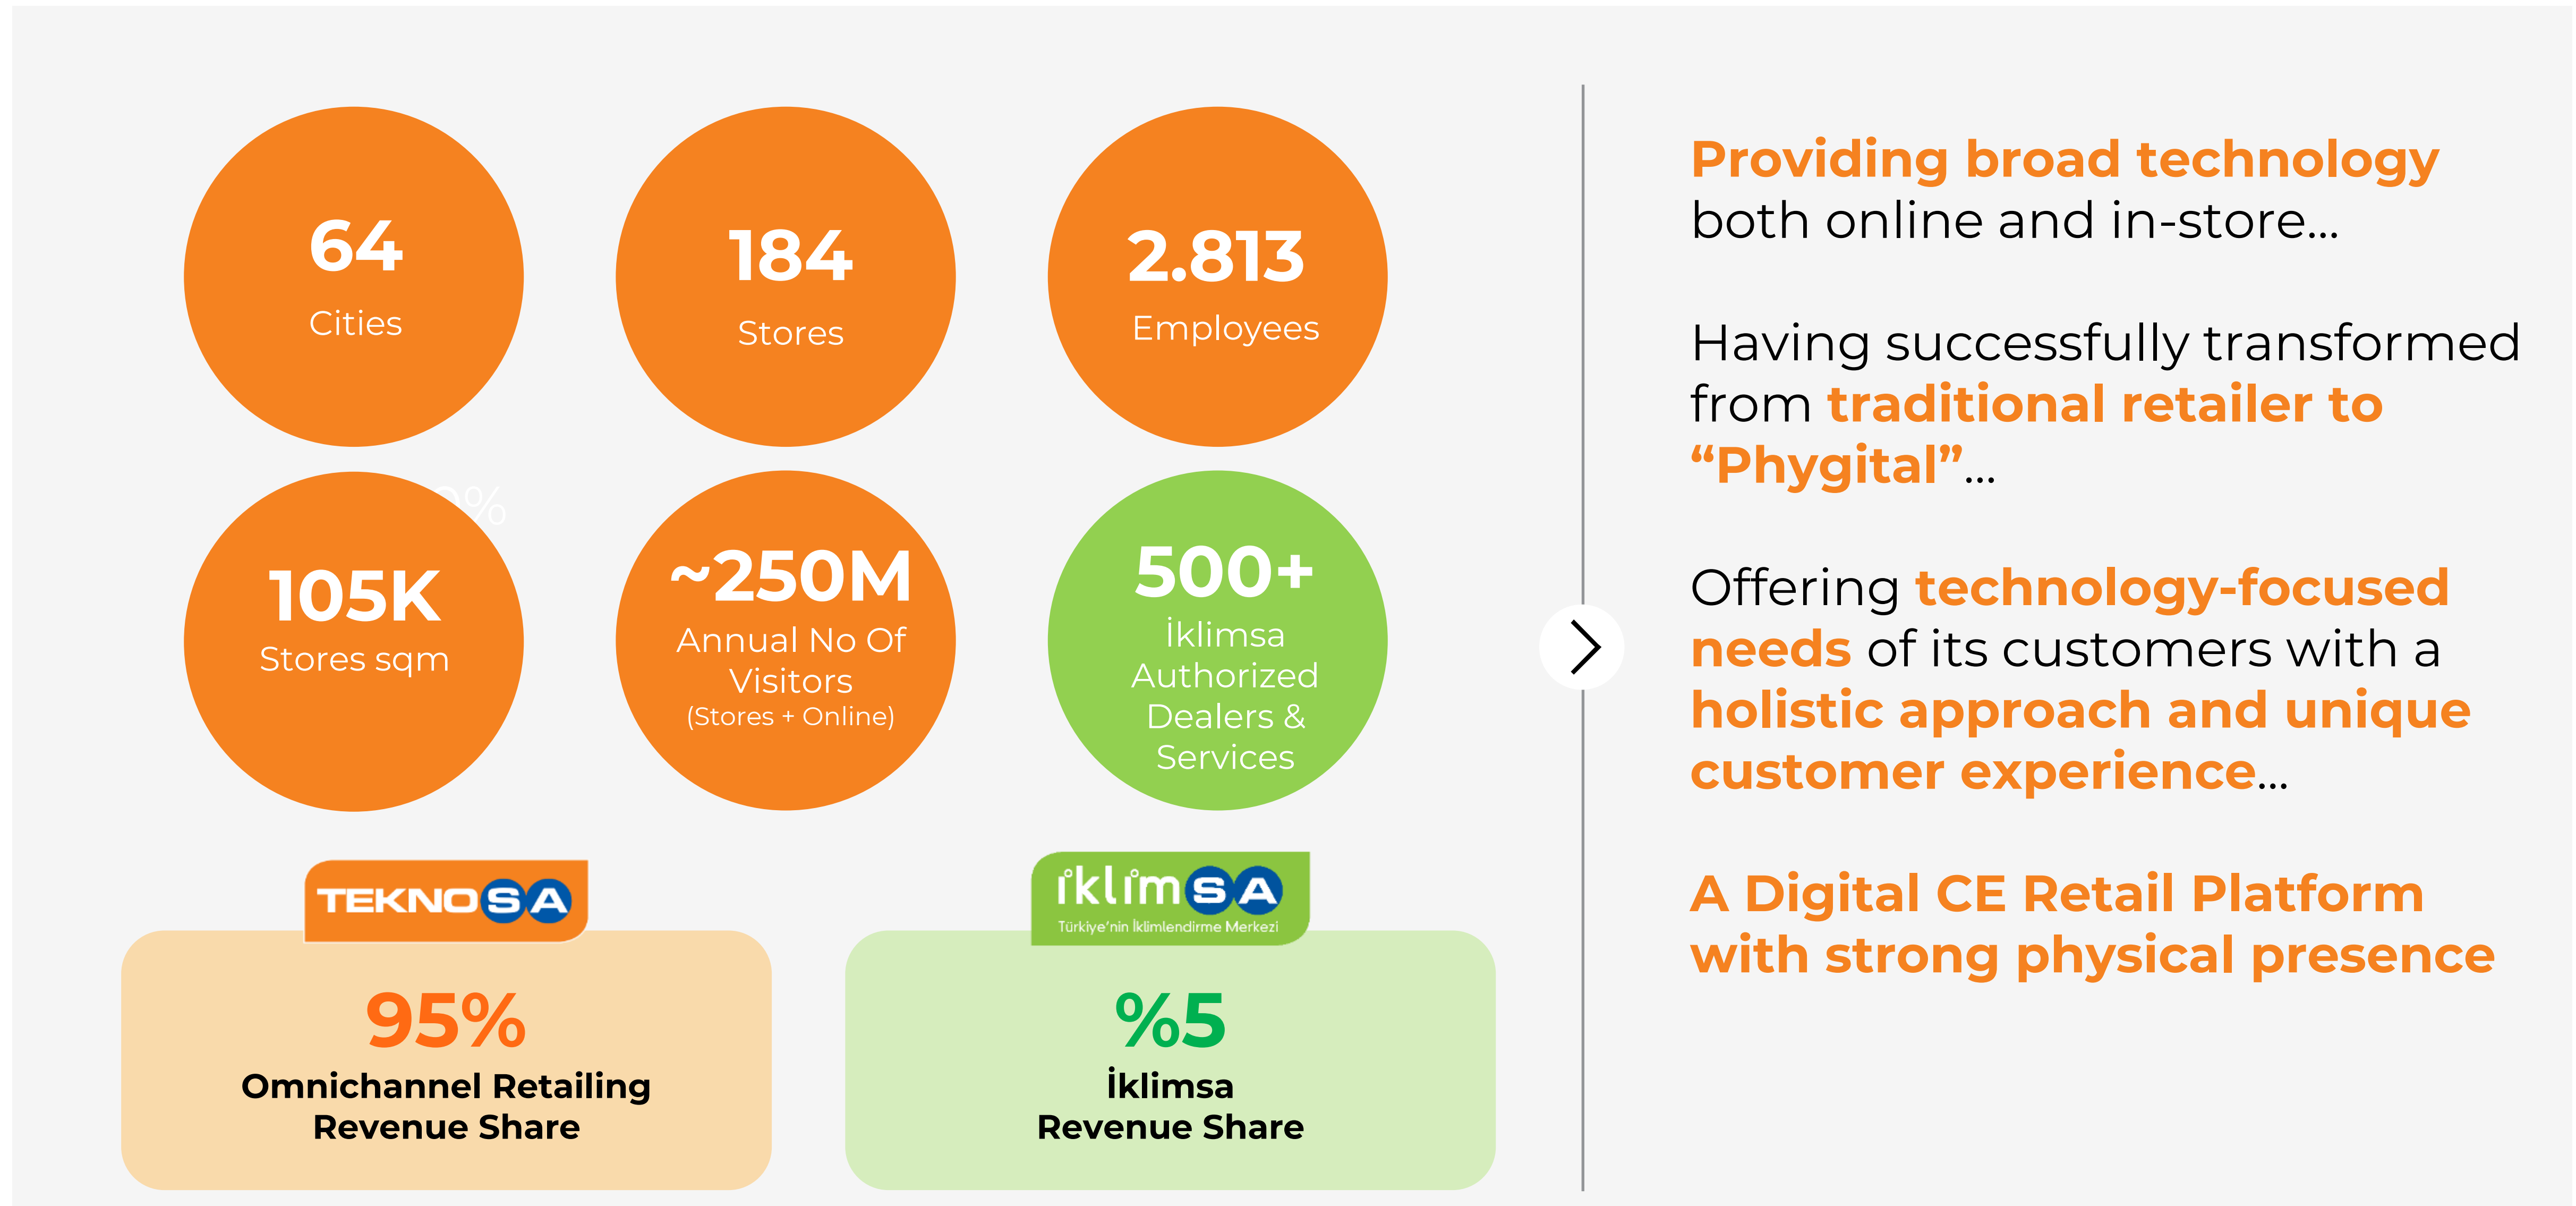 64
Cities
184
Stores
2.813
Employees
105K
Stores sqm
~250M
Annual No Of
Visitors
(Stores + Online)
500+
İklimsa
Authorized
Dealers &
Services
TEKNOSA
95%
Omnichannel Retailing
Revenue Share
iklimSA
Türkiye'nin İklimlendirme Merkezi
%5
İklimsa
Revenue Share
Providing broad technology
both online and in-store...
Having successfully transformed
from traditional retailer to
“Phygital”...
Offering technology-focused
needs of its customers with a
holistic approach and unique
customer experience...
A Digital CE Retail Platform
with strong physical presence